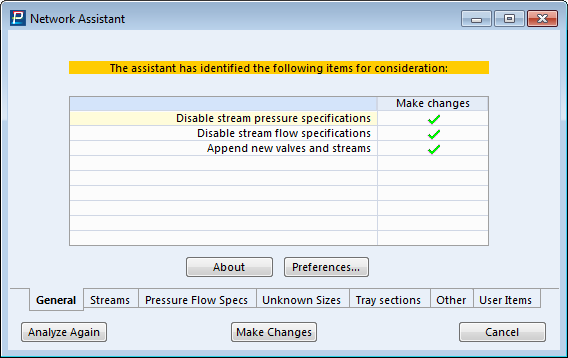 Network Assistant
The assistant has identified the following items for consideration:
Make changes
Disable stream pressure specifications
Disable stream flow specifications
Append new valves and streams
About Preferences...
General Streams Pressure Flow Specs Unknown Sizes Tray sections Other User Items
Analyze Again Make Changes Cancel